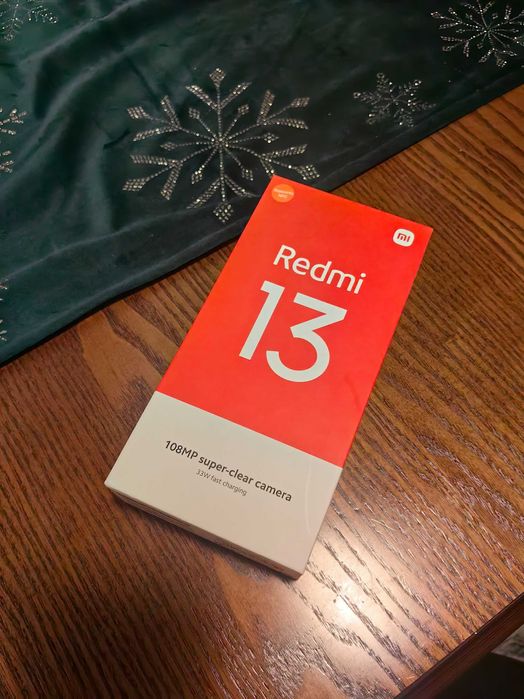 mi
Redmi
13
108MP super-clear camera
33W fast charging